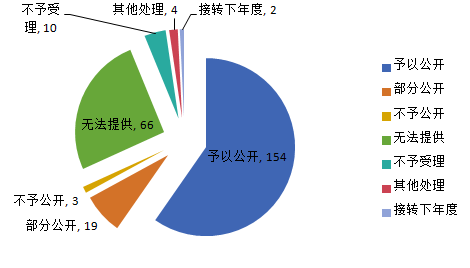 不予受
理, 10
其他处理, 4
接转下年度, 2
无法提供, 66
予以公开, 154
不予公开, 3
部分公开, 19
予以公开
部分公开
不予公开
无法提供
不予受理
其他处理
接转下年度